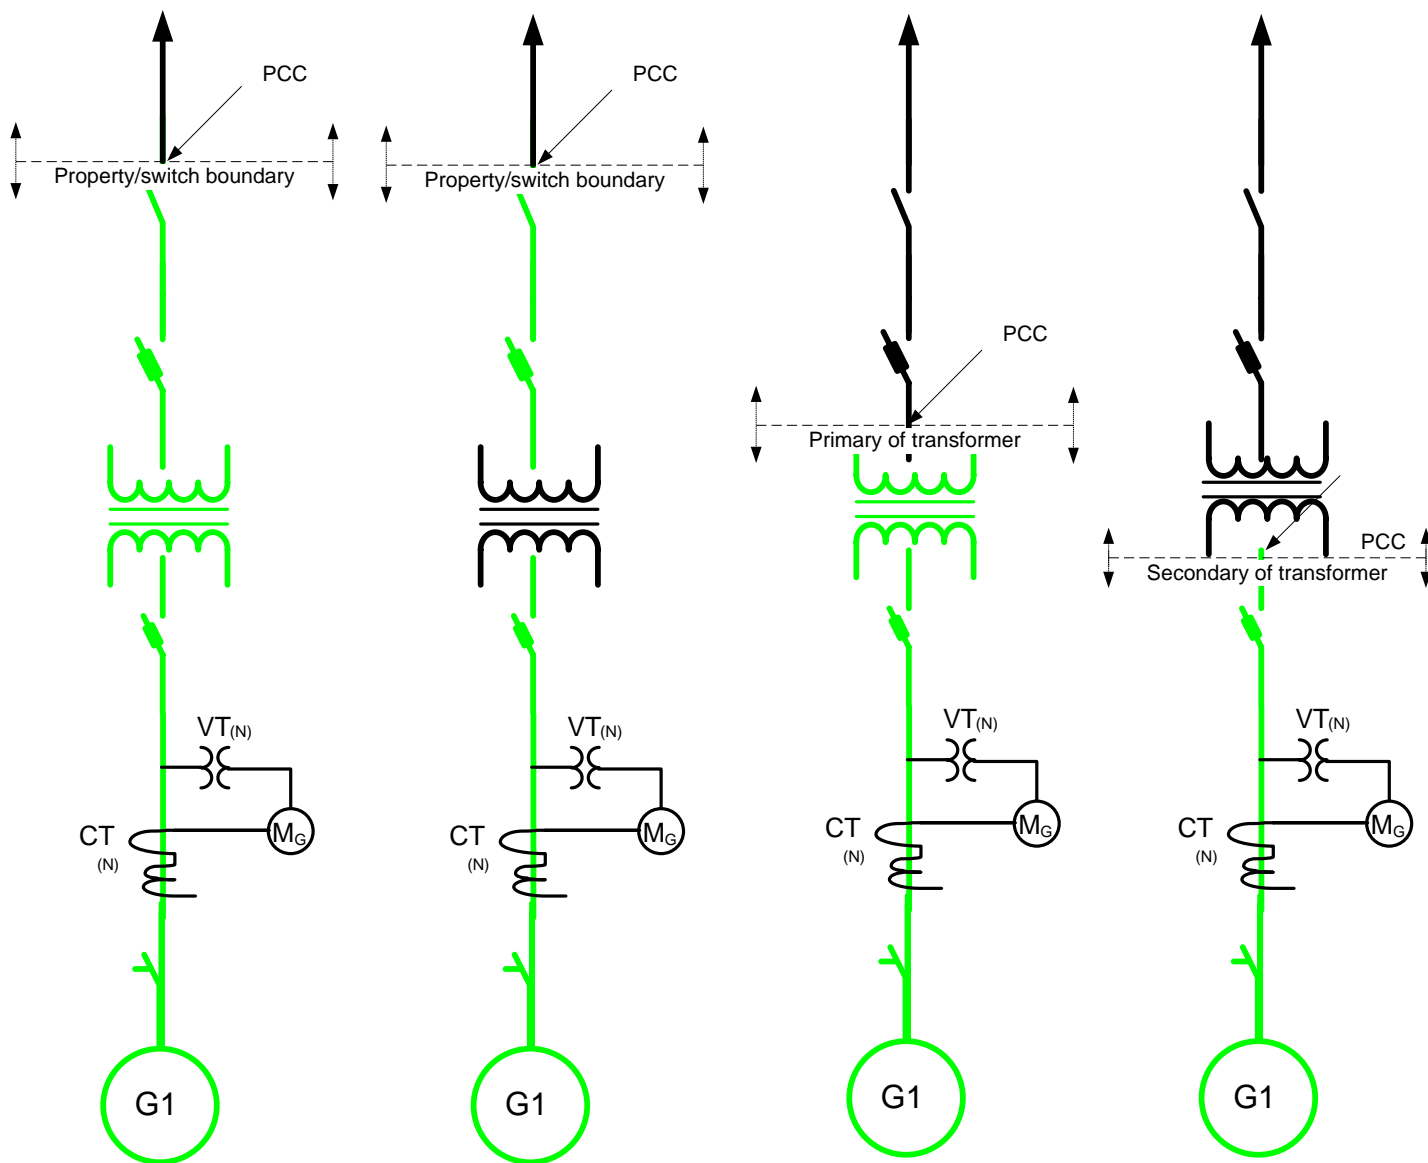 PCC
Property/switch boundary
VT(N)
CT
(N)
MG
G1
PCC
Property/switch boundary
VT(N)
CT
(N)
MG
G1
PCC
Primary of transformer
VT(N)
CT
(N)
MG
G1
PCC
Secondary of transformer
VT(N)
CT
(N)
MG
G1